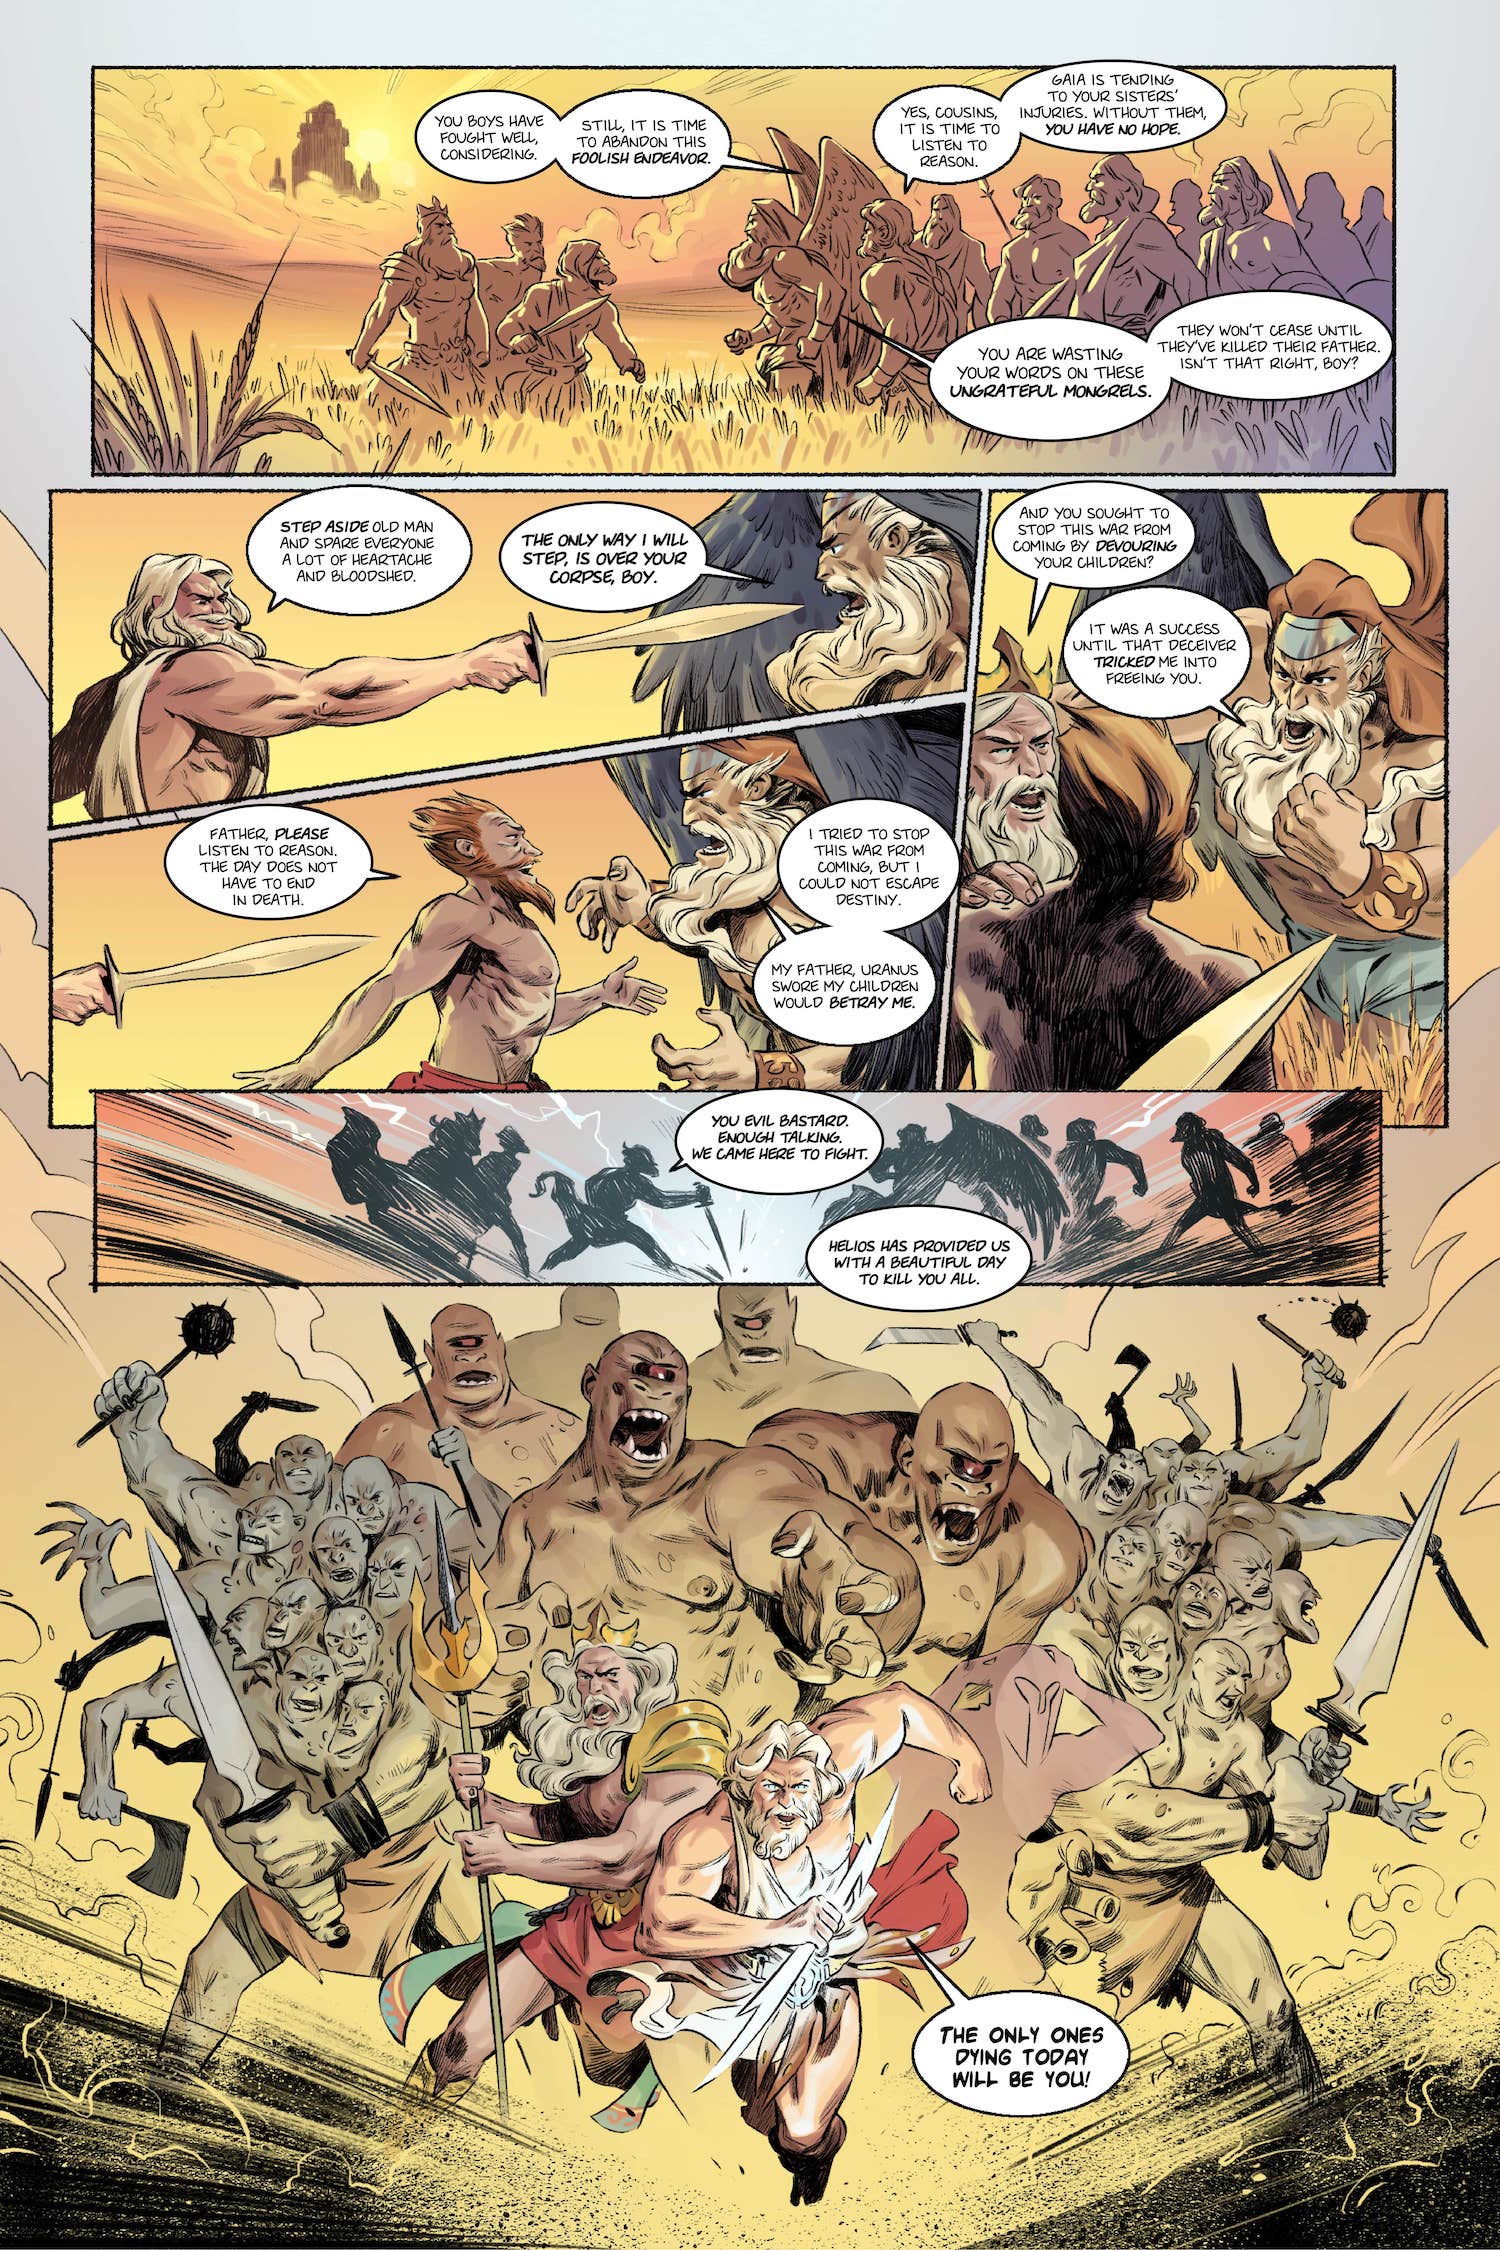 YOU BOYS HAVE
FOUGHT WELL,
CONSIDERING.
STILL, IT IS TIME
TO ABANDON THIS
FOOLISH ENDEAVOR.
YES, COUSINS,
IT IS TIME TO
LISTEN TO
REASON.
GAIA IS TENDING
TO YOUR SISTERS'
INJURIES. WITHOUT THEM,
YOU HAVE NO HOPE.
YOU ARE WASTING
YOUR WORDS ON THESE
UNGRATEFUL MONGRELS.
THEY WON'T CEASE UNTIL
THEY'VE KILLED THEIR FATHER.
ISN'T THAT RIGHT, BOY?
STEP ASIDE OLD MAN
AND SPARE EVERYONE
A LOT OF HEARTACHE
AND BLOODSHED.
THE ONLY WAY I WILL
STEP, IS OVER YOUR
CORPSE, BOY.
FATHER, PLEASE
LISTEN TO REASON.
THE DAY DOES NOT
HAVE TO END
IN DEATH.
I TRIED TO STOP
THIS WAR FROM
COMING, BUT I
COULD NOT ESCAPE
DESTINY.
MY FATHER, URANUS
SWORE MY CHILDREN
WOULD BETRAY ME.
AND YOU SOUGHT TO
STOP THIS WAR FROM
COMING BY DEVOURING
YOUR CHILDREN?
IT WAS A SUCCESS
UNTIL THAT DECEIVER
TRICKED ME INTO
FREEING YOU.
YOU EVIL BASTARD.
ENOUGH TALKING.
WE CAME HERE TO FIGHT.
HELIOS HAS PROVIDED US
WITH A BEAUTIFUL DAY
TO KILL YOU ALL.
THE ONLY ONES
DYING TODAY
WILL BE YOU!